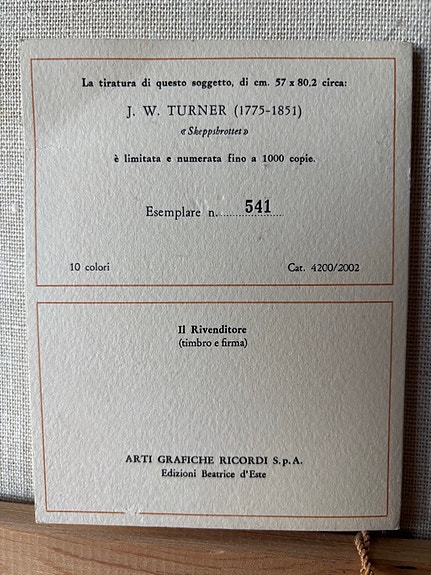 La tiratura di questo soggetto, di cm. 57 x 80,2 circa:
J. W. TURNER (1775-1851)
« Skeppsbrottet »
è limitata e numerata fino a 1000 copie.
Esemplare n. 541
10 colori Cat. 4200/2002
Il Rivenditore
(timbro e firma)
ARTI GRAFICHE RICORDI S.p.A.
Edizioni Beatrice d'Este